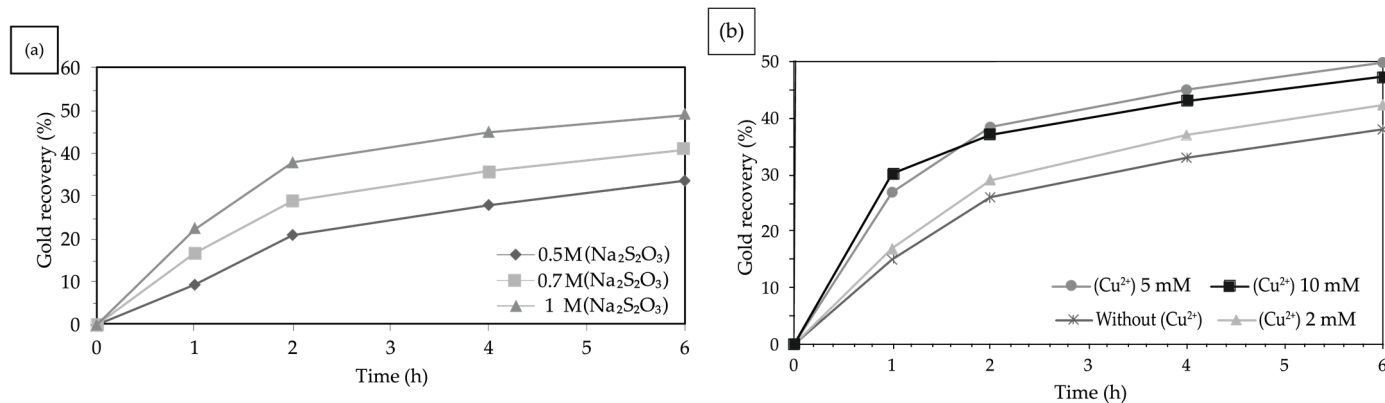 (a)
60
50
40
30
20
10
0
Gold recovery (%)
0.5M(Na₂S₂O₃)
0.7M(Na₂S₂O₃)
1 M(Na₂S₂O₃)
0 1 2 3 4 5 6
Time (h)
(b)
50
40
30
20
10
0
Gold recovery (%)
(Cu²⁺) 5 mM (Cu²⁺) 10 mM
Without (Cu²⁺) (Cu²⁺) 2 mM
0 1 2 3 4 5 6
Time (h)